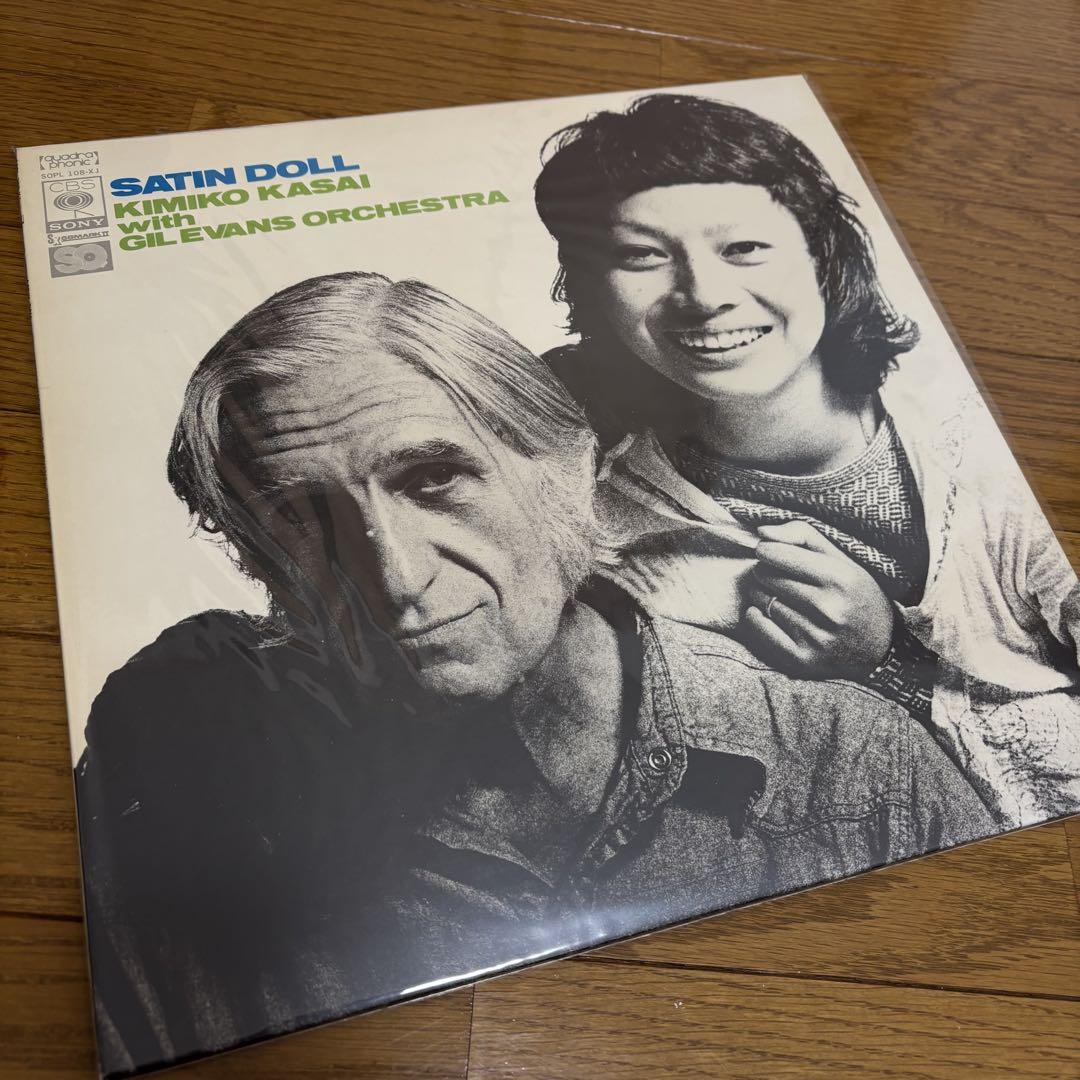 quadra
phonic
SOPL 108-XJ
CBS
SONY
SQ
SATIN DOLL
KIMIKO KASAI
with
GIL EVANS ORCHESTRA